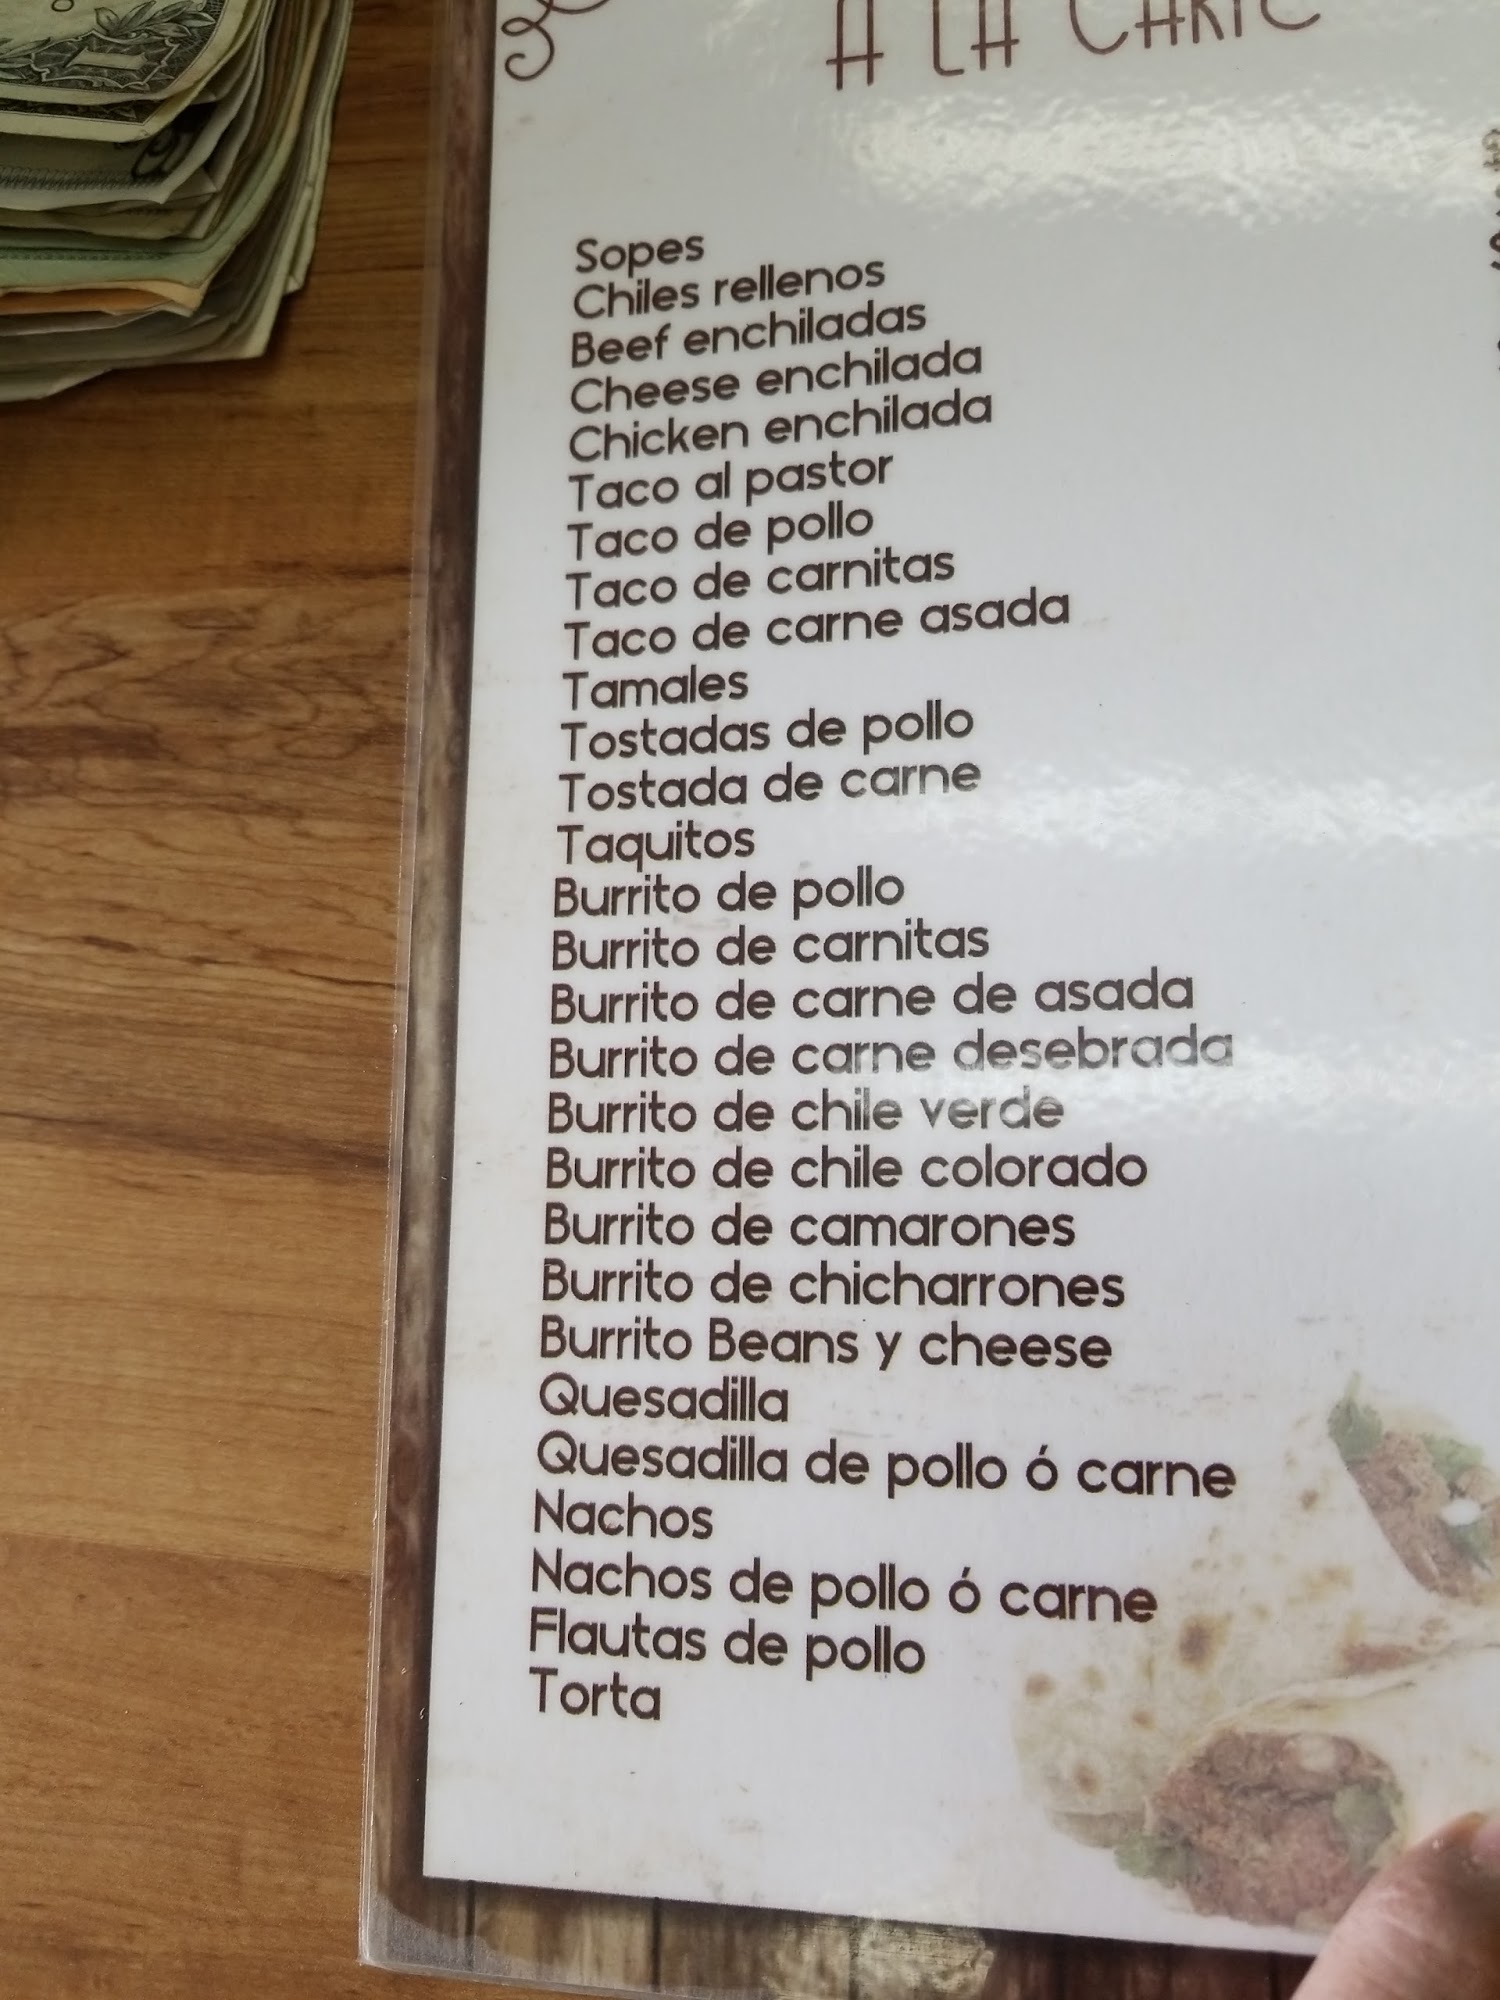 A LA CARTE
Sopes
Chiles rellenos
Beef enchiladas
Cheese enchilada
Chicken enchilada
Taco al pastor
Taco de pollo
Taco de carnitas
Taco de carne asada
Tamales
Tostadas de pollo
Tostada de carne
Taquitos
Burrito de pollo
Burrito de carnitas
Burrito de carne de asada
Burrito de carne desebrada
Burrito de chile verde
Burrito de chile colorado
Burrito de camarones
Burrito de chicharrones
Burrito Beans y cheese
Quesadilla
Quesadilla de pollo ó carne
Nachos
Nachos de pollo ó carne
Flautas de pollo
Torta